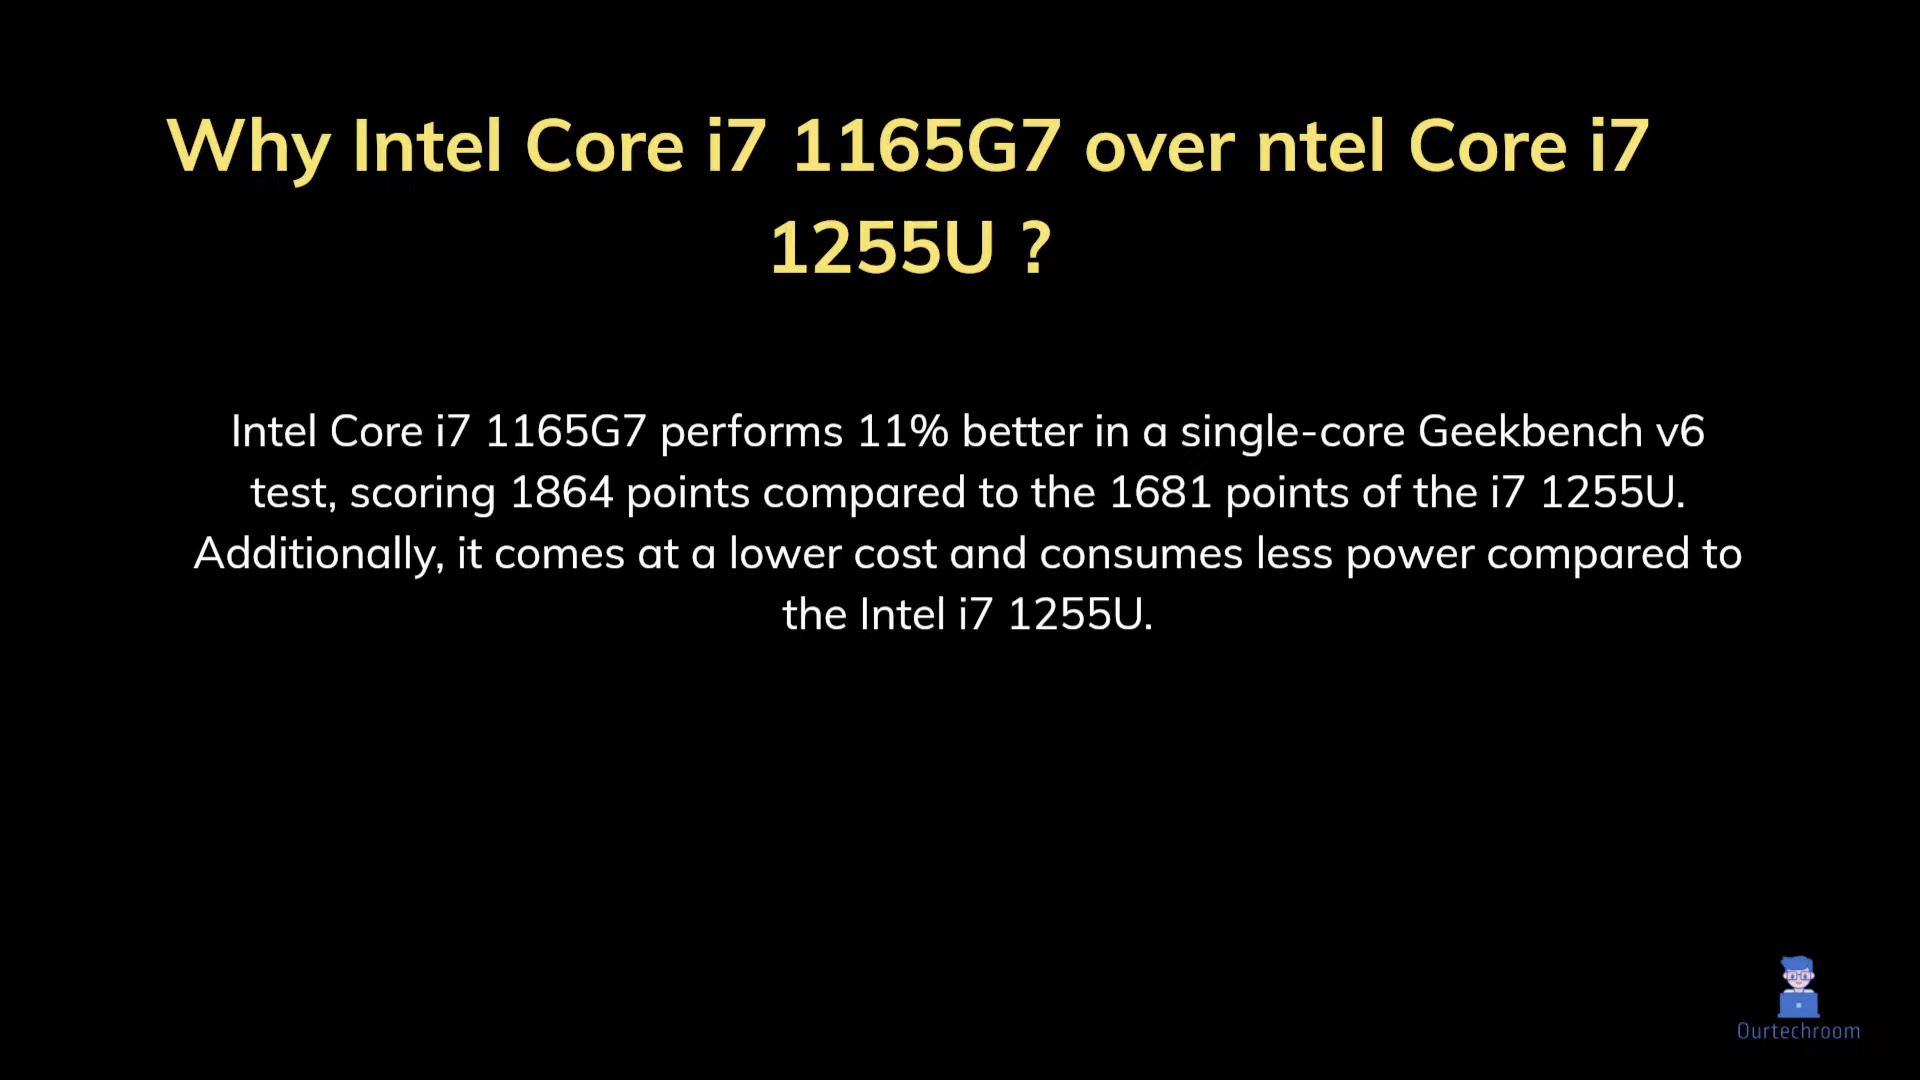 Why Intel Core i7 1165G7 over ntel Core i7
1255U ?
Intel Core i7 1165G7 performs 11% better in a single-core Geekbench v6
test, scoring 1864 points compared to the 1681 points of the i7 1255U.
Additionally, it comes at a lower cost and consumes less power compared to
the Intel i7 1255U.
Ourtechroom